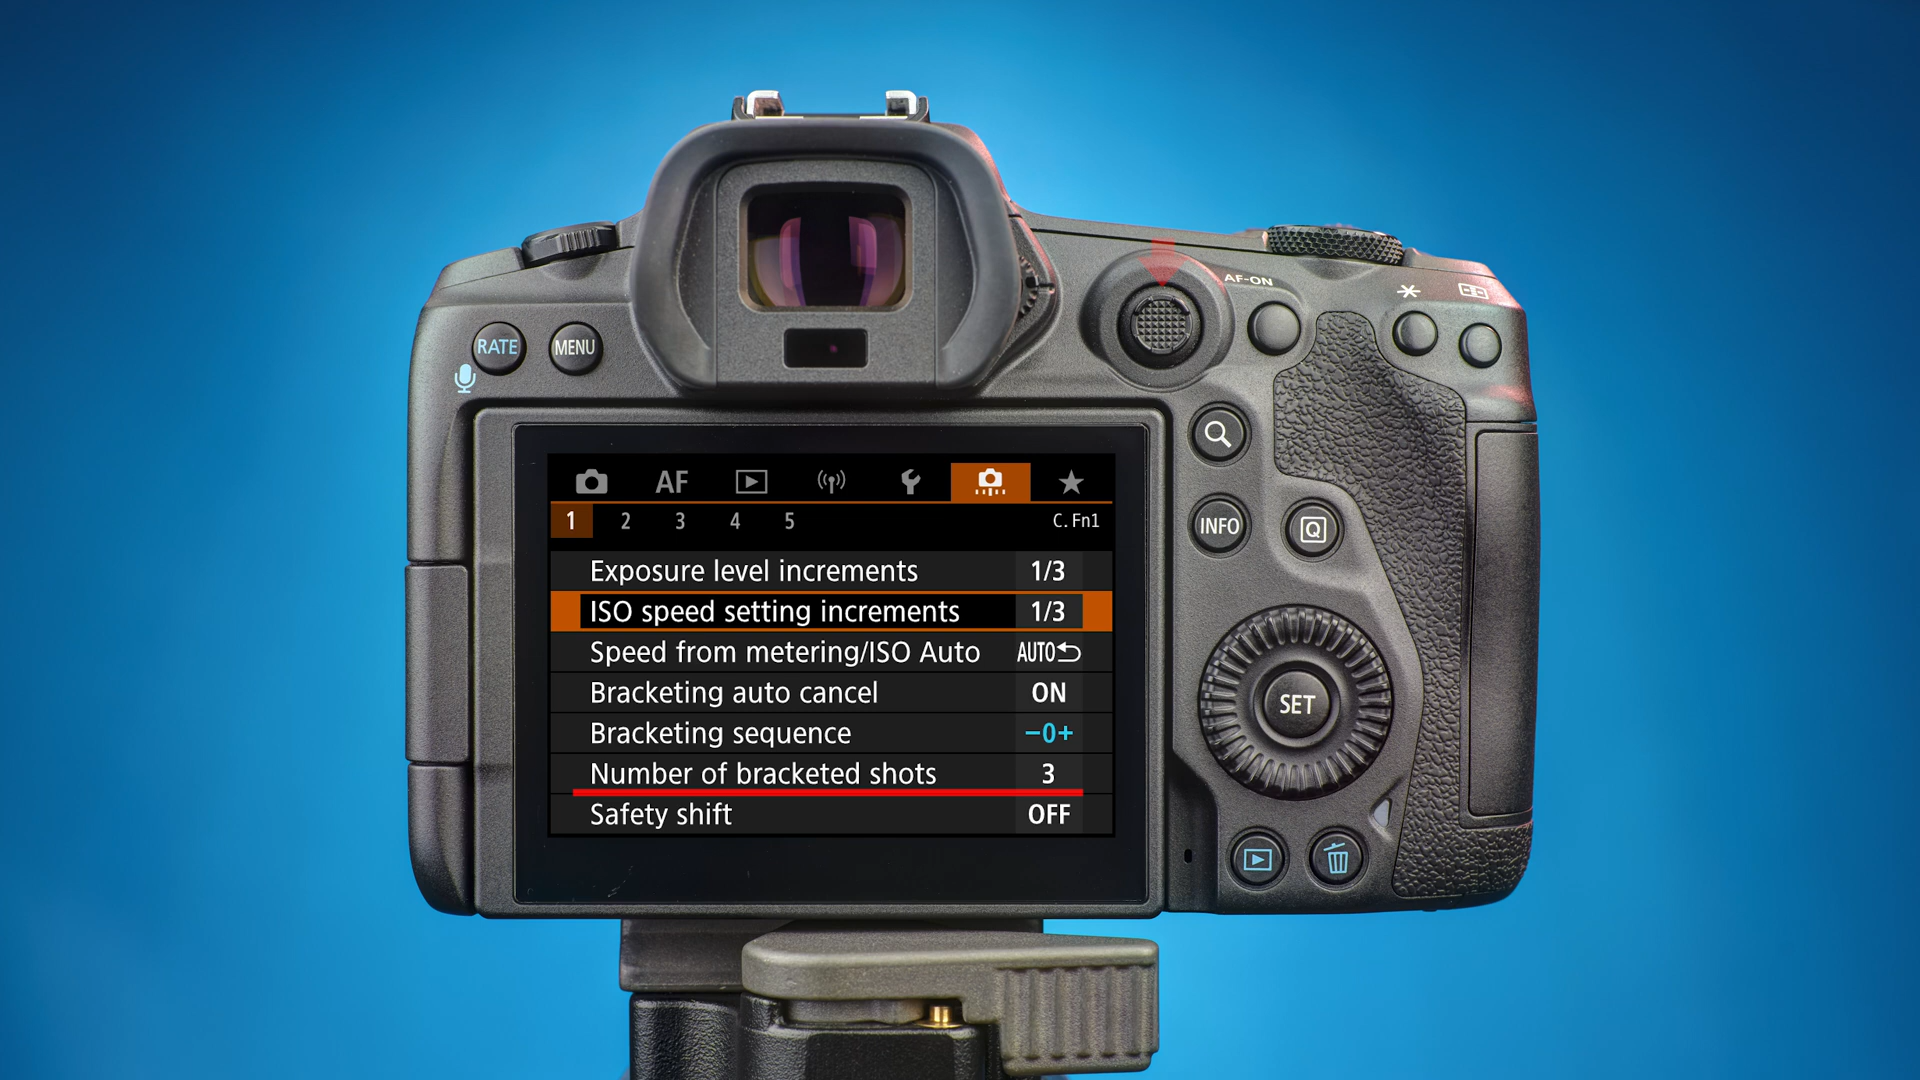 AF-ON
RATE MENU
AF
1 2 3 4 5 C.Fn1
Exposure level increments 1/3
ISO speed setting increments 1/3
Speed from metering/ISO Auto AUTO
Bracketing auto cancel ON
Bracketing sequence −0+
Number of bracketed shots 3
Safety shift OFF
INFO Q
SET